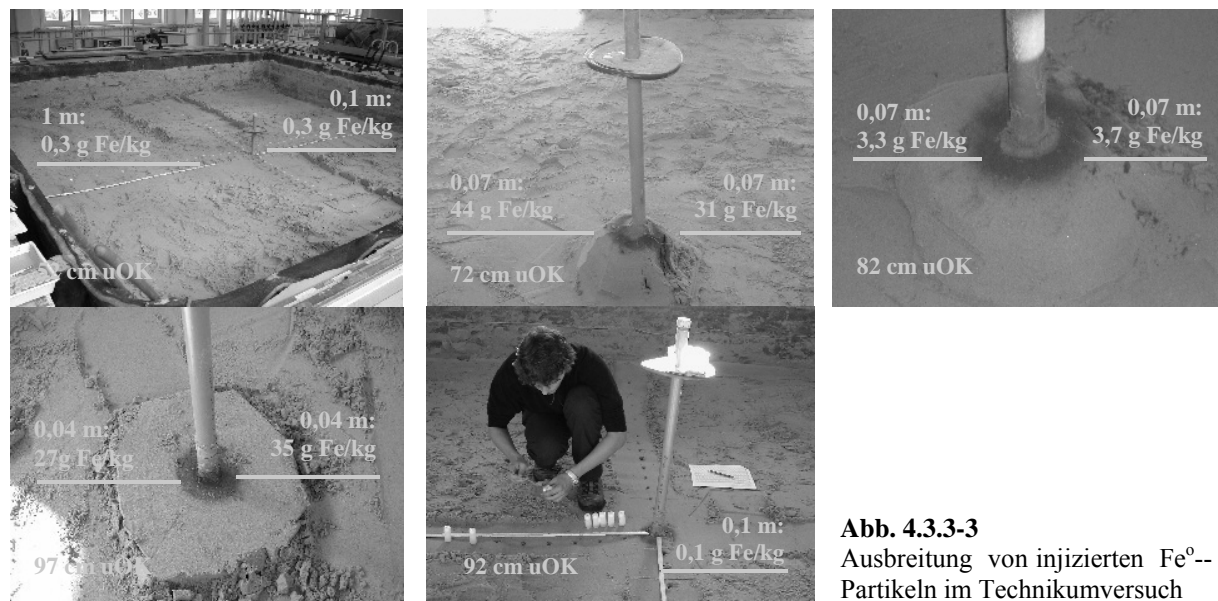 1 m:
0,3 g Fe/kg
0,1 m:
0,3 g Fe/kg
cm uOK
0,07 m:
44 g Fe/kg
0,07 m:
31 g Fe/kg
72 cm uOK
0,07 m:
3,3 g Fe/kg
0,07 m:
3,7 g Fe/kg
82 cm uOK
0,04 m:
27g Fe/kg
0,04 m:
35 g Fe/kg
97 cm uOK
0,1 m:
0,1 g Fe/kg
92 cm uOK
Abb. 4.3.3-3
Ausbreitung von injizierten Feº--
Partikeln im Technikumversuch